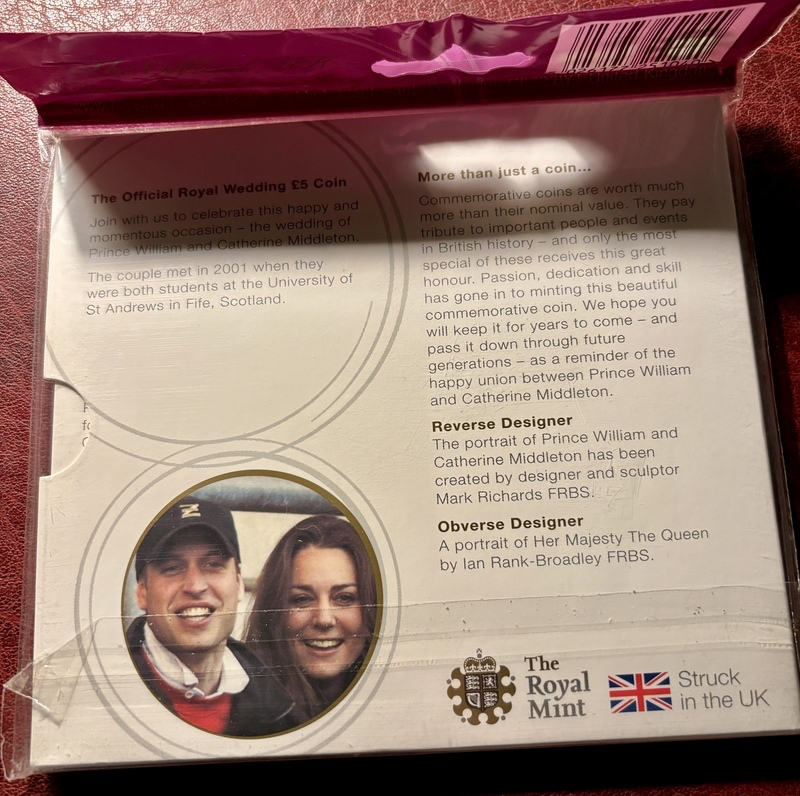 The Official Royal Wedding £5 Coin
Join with us to celebrate this happy and
momentous occasion – the wedding of
Prince William and Catherine Middleton.
The couple met in 2001 when they
were both students at the University of
St Andrews in Fife, Scotland.
More than just a coin...
Commemorative coins are worth much
more than their nominal value. They pay
tribute to important people and events
in British history – and only the most
special of these receives this great
honour. Passion, dedication and skill
has gone in to minting this beautiful
commemorative coin. We hope you
will keep it for years to come – and
pass it down through future
generations – as a reminder of the
happy union between Prince William
and Catherine Middleton.
Reverse Designer
The portrait of Prince William and
Catherine Middleton has been
created by designer and sculptor
Mark Richards FRBS.
Obverse Designer
A portrait of Her Majesty The Queen
by Ian Rank-Broadley FRBS.
The
Royal
Mint
Struck
in the UK